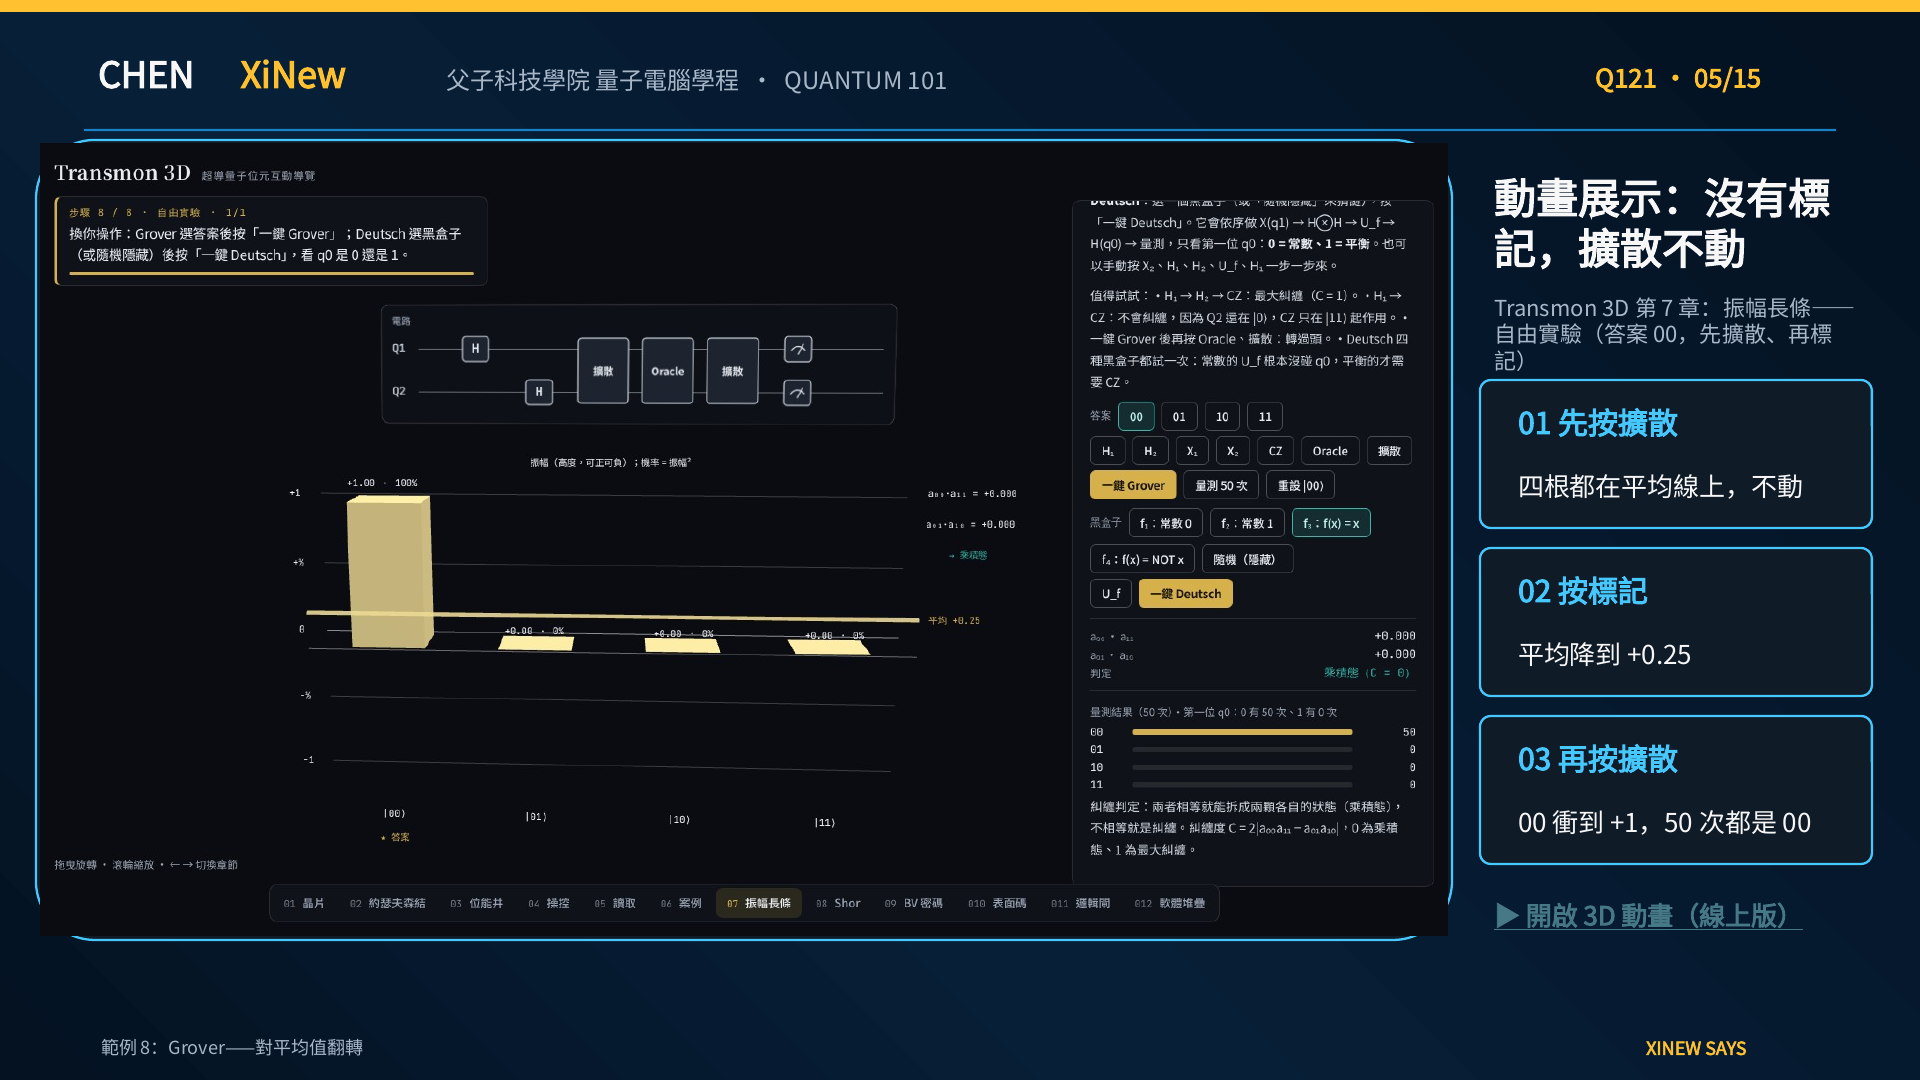 CHEN XiNew 父子科技學院 量子電腦學程 • QUANTUM 101 Q121 • 05/15
Transmon 3D 超導量子位元互動導覽
步驟 8 / 8 · 自由實驗 · 1/1
換你操作：Grover 選答案後按「一鍵 Grover」；Deutsch 選黑盒子
（或隨機隱藏）後按「一鍵 Deutsch」，看 q0 是 0 還是 1。
電路
Q1 H
Q2 H
擴散 Oracle 擴散
振幅（高度，可正可負）；機率 = 振幅²
+1.00 · 100%
+1
+½
0
-½
-1
+0.00 · 0%
+0.00 · 0%
+0.00 · 0%
平均 +0.25
a₀₀·a₁₁ = +0.000
a₀₁·a₁₀ = +0.000
→ 乘積態
|00⟩ |01⟩ |10⟩ |11⟩
★ 答案
拖曳旋轉 · 滾輪縮放 · ← → 切換章節
「一鍵 Deutsch」。它會依序做 X(q1) → H⊗H → U_f →
H(q0) → 量測，只看第一位 q0：0 = 常數、1 = 平衡。也可
以手動按 X₂、H₁、H₂、U_f、H₁ 一步一步來。
值得試試：• H₁ → H₂ → CZ：最大糾纏（C = 1）。• H₁ →
CZ：不會糾纏，因為 Q2 還在 |0⟩，CZ 只在 |11⟩ 起作用。•
一鍵 Grover 後再按 Oracle、擴散：轉過頭。• Deutsch 四
種黑盒子都試一次：常數的 U_f 根本沒碰 q0，平衡的才需
要 CZ。
答案 00 01 10 11
H₁ H₂ X₁ X₂ CZ Oracle 擴散
一鍵 Grover 量測 50 次 重設 |00⟩
黑盒子 f₁：常數 0 f₂：常數 1 f₃：f(x) = x
f₄：f(x) = NOT x 隨機（隱藏）
U_f 一鍵 Deutsch
a₀₀ · a₁₁ +0.000
a₀₁ · a₁₀ +0.000
判定 乘積態（C = 0）
量測結果（50 次）• 第一位 q0：0 有 50 次、1 有 0 次
00 50
01 0
10 0
11 0
糾纏判定：兩者相等就能拆成兩顆各自的狀態（乘積態），
不相等就是糾纏。糾纏度 C = 2|a₀₀a₁₁ − a₀₁a₁₀|，0 為乘積
態、1 為最大糾纏。
01 晶片 02 約瑟夫森結 03 位能井 04 操控 05 讀取 06 案例 07 振幅長條 08 Shor 09 BV 密碼 010 表面碼 011 邏輯閘 012 軟體堆疊
動畫展示：沒有標
記，擴散不動
Transmon 3D 第 7 章：振幅長條——
自由實驗（答案 00，先擴散、再標
記）
01 先按擴散
四根都在平均線上，不動
02 按標記
平均降到 +0.25
03 再按擴散
00 衝到 +1，50 次都是 00
▶ 開啟 3D 動畫（線上版）
範例 8：Grover——對平均值翻轉
XINEW SAYS